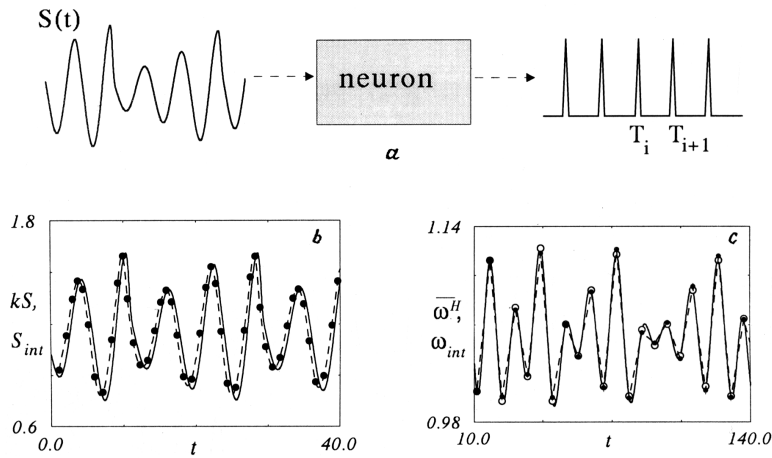 S(t)
neuron
T_i T_{i+1}
a
1.8
b
kS,
S_int
0.6
0.0 t 40.0
1.14
c
\overline{ω^H},
ω_int
0.98
10.0 t 140.0